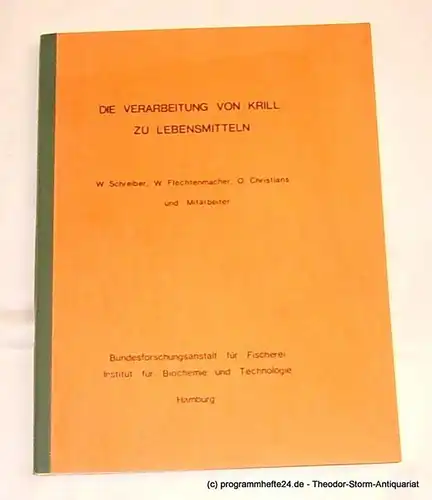 DIE VERARBEITUNG VON KRILL
ZU LEBENSMITTELN
W. Schreiber, W. Flechtenmacher, O. Christians
und Mitarbeiter
Bundesforschungsanstalt für Fischerei
Institut für Biochemie und Technologie
Hamburg
(c) programmhefte24.de - Theodor-Storm-Antiquariat